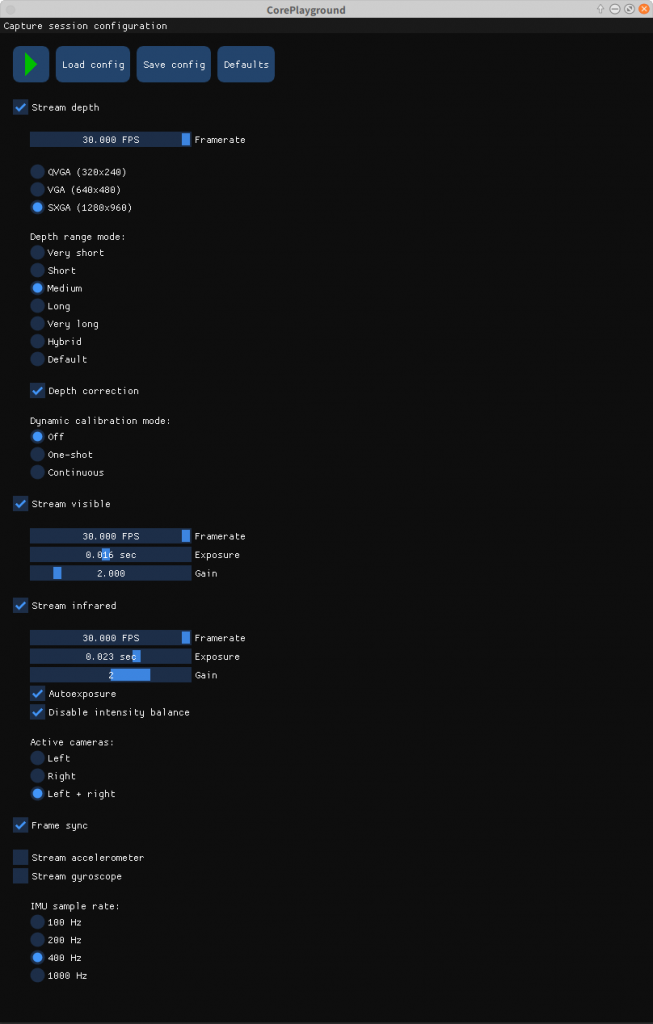 CorePlayground
Capture session configuration
Load config
Save config
Defaults
Stream depth
30.000 FPS Framerate
QVGA (320x240)
VGA (640x480)
SXGA (1280x960)
Depth range mode:
Very short
Short
Medium
Long
Very long
Hybrid
Default
Depth correction
Dynamic calibration mode:
Off
One-shot
Continuous
Stream visible
30.000 FPS Framerate
0.016 sec Exposure
2.000 Gain
Stream infrared
30.000 FPS Framerate
0.023 sec Exposure
2 Gain
Autoexposure
Disable intensity balance
Active cameras:
Left
Right
Left + right
Frame sync
Stream accelerometer
Stream gyroscope
IMU sample rate:
100 Hz
200 Hz
400 Hz
1000 Hz